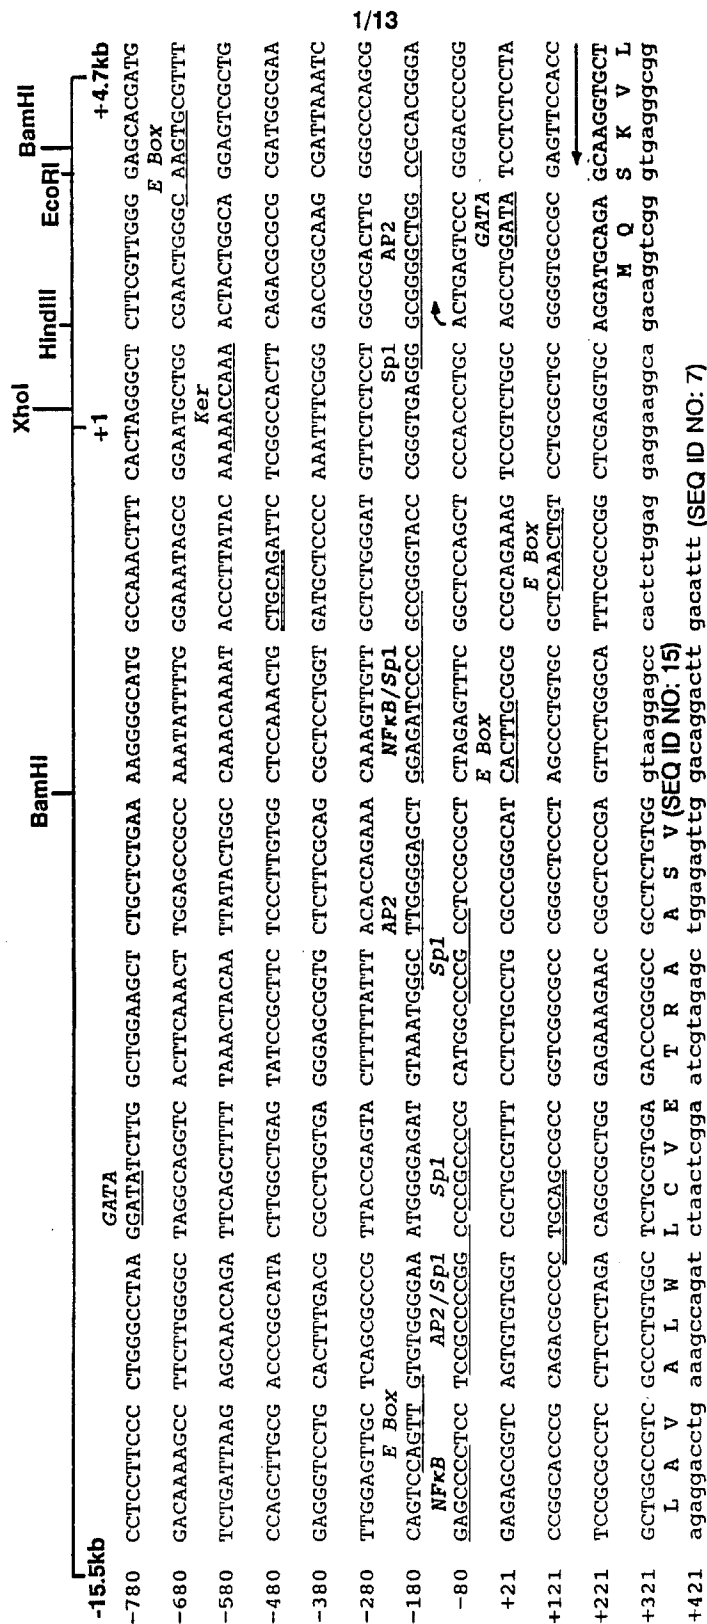 1/13
BamHI XhoI HindIII EcoRI BamHI
-15.5kb +1 +4.7kb
GATA
-780 CCTCCTTCCC CTGGGCCTAA GGATATCTTG GCTGGAAGCT CTGCTCTGAA AAGGGGCATG GCCAAACTTT CACTAGGGCT CTTCGTTGGG GAGCACGATG
E Box
-680 GACAAAAGCC TTCTTGGGGC TAGGCAGGTC ACTTCAAACT TGGAGCCGCC AAATATTTTG GGAAATAGCG GGAATGCTGG CGAACTGGGC AAGTGCGTTT
Ker
-580 TCTGATTAAG AGCAACCAGA TTCAGCTTTT TAAACTACAA TTATACTGGC CAAACAAAAT ACCCTTATAC AAAAACCAAA ACTACTGGCA GGAGTCGCTG
-480 CCAGCTTGCG ACCCGGCATA CTTGGCTGAG TATCCGCTTC TCCCTTGTGG CTCCAAACTG CTGCAGATTC TCGGCCACTT CAGACGCGCG CGATGGCGAA
-380 GAGGGTCCTG CACTTTGACG CGCCTGGTGA GGGAGCGGTG CTCTTCGCAG CGCTCCTGGT GATGCTCCCC AAATTTCGGG GACCGGCAAG CGATTAAATC
-280 TTGGAGTTGC TCAGCGCCCG TTACCGAGTA CTTTTTATTT ACACCAGAAA CAAAGTTGTT GCTCTGGGAT GTTCTCTCCT GGGCGACTTG GGGCCCAGCG
E Box AP2 NFκB/Sp1 Sp1 AP2
-180 CAGTCCAGTT GTGTGGGGAA ATGGGGAGAT GTAAATGGGC TTGGGGAGCT GGAGATCCCC GCCGGGTACC CGGGTGAGGG GCGGGGCTGG CCGCACGGGA
NFκB AP2/Sp1 Sp1 Sp1
-80 GAGCCCCTCC TCCGCCCCGG CCCCGCCCCG CATGGCCCCG CCTCCGCGCT CTAGAGTTTC GGCTCCAGCT CCCACCCTGC ACTGAGTCCC GGGACCCCGG
E Box GATA
+21 GAGAGCGGTC AGTGTGTGGT CGCTGCGTTT CCTCTGCCTG CGCCGGGCAT CACTTGCGCG CCGCAGAAAG TCCGTCTGGC AGCCTGGATA TCCTCTCCTA
E Box
+121 CCGGCACCCG CAGACGCCCC TGCAGCCGCC GGTCGGCGCC CGGGCTCCCT AGCCCTGTGC GCTCAACTGT CCTGCGCTGC GGGGTGCCGC GAGTTCCACC
+221 TCCGCGCCTC CTTCTCTAGA CAGGCGCTGG GAGAAAGAAC CGGCTCCCGA GTTCTGGGCA TTTCGCCCGG CTCGAGGTGC AGGATGCAGA GCAAGGTGCT
M Q S K V L
+321 GCTGGCCGTC GCCCTGTGGC TCTGCGTGGA GACCCGGGCC GCCTCTGTGG gtaaggagcc cactctggag gaggaaggca gacaggtcgg gtgagggcgg
L A V A L W L C V E T R A A S V (SEQ ID NO: 15)
+421 agaggacctg aaagccagat ctaactcgga atcgtagagc tggagagttg gacaggactt gacattt (SEQ ID NO: 7)